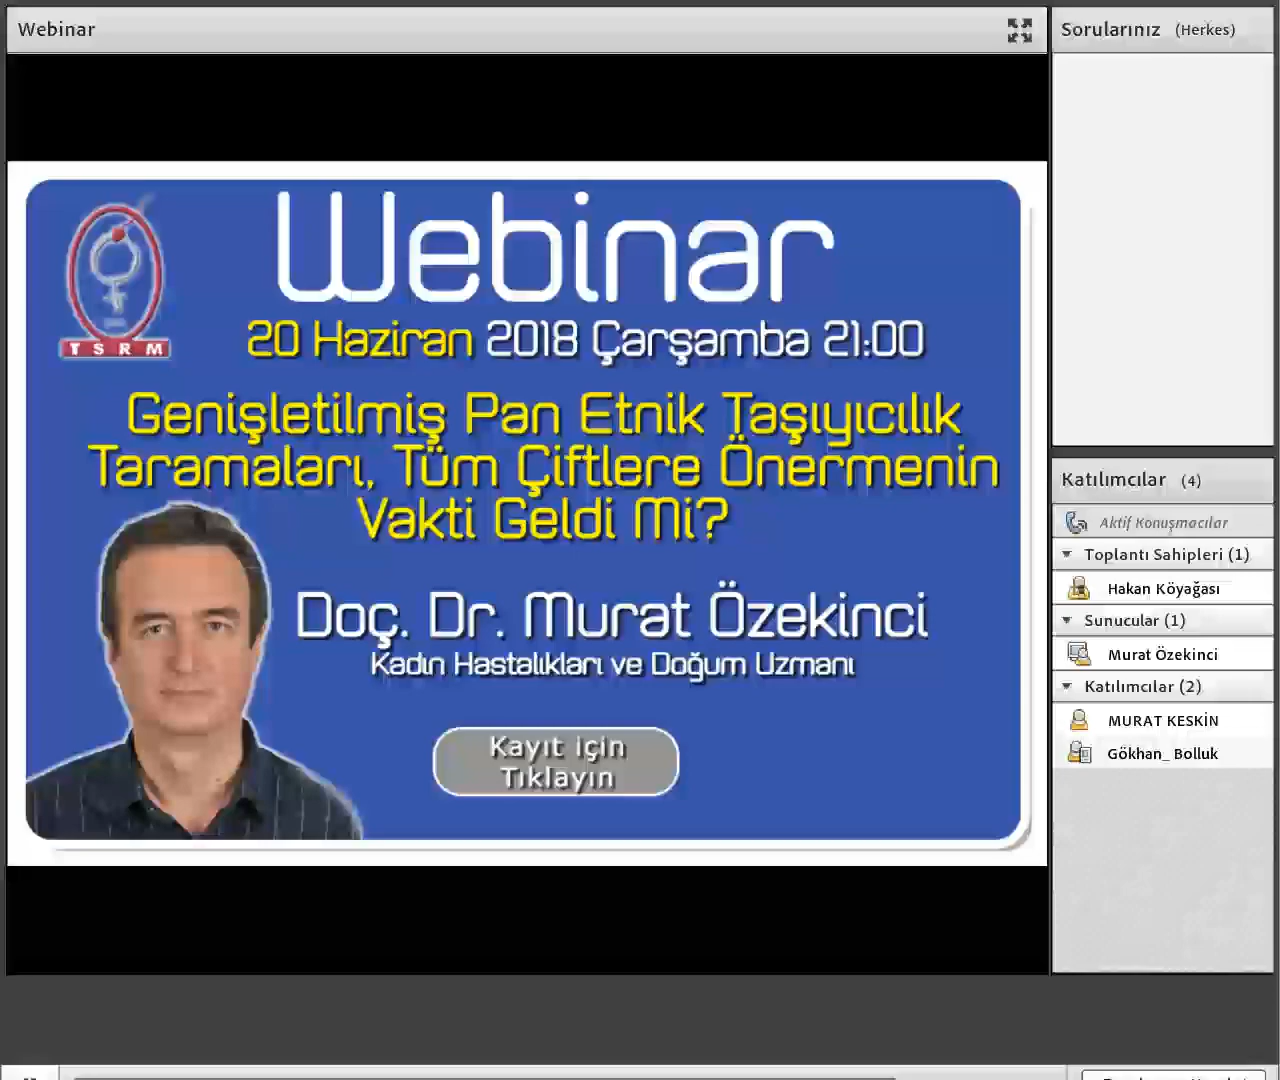 Webinar
Sorularınız (Herkes)
Webinar
20 Haziran 2018 Çarşamba 21:00
TSRM
Genişletilmiş Pan Etnik Taşıyıcılık
Taramaları, Tüm Çiftlere Önermenin
Vakti Geldi Mi?
Doç. Dr. Murat Özekinci
Kadın Hastalıkları ve Doğum Uzmanı
Kayıt için
Tıklayın
Katılımcılar (4)
Aktif Konuşmacılar
Toplantı Sahipleri (1)
Hakan Köyağası
Sunucular (1)
Murat Özekinci
Katılımcılar (2)
MURAT KESKİN
Gökhan_ Bolluk